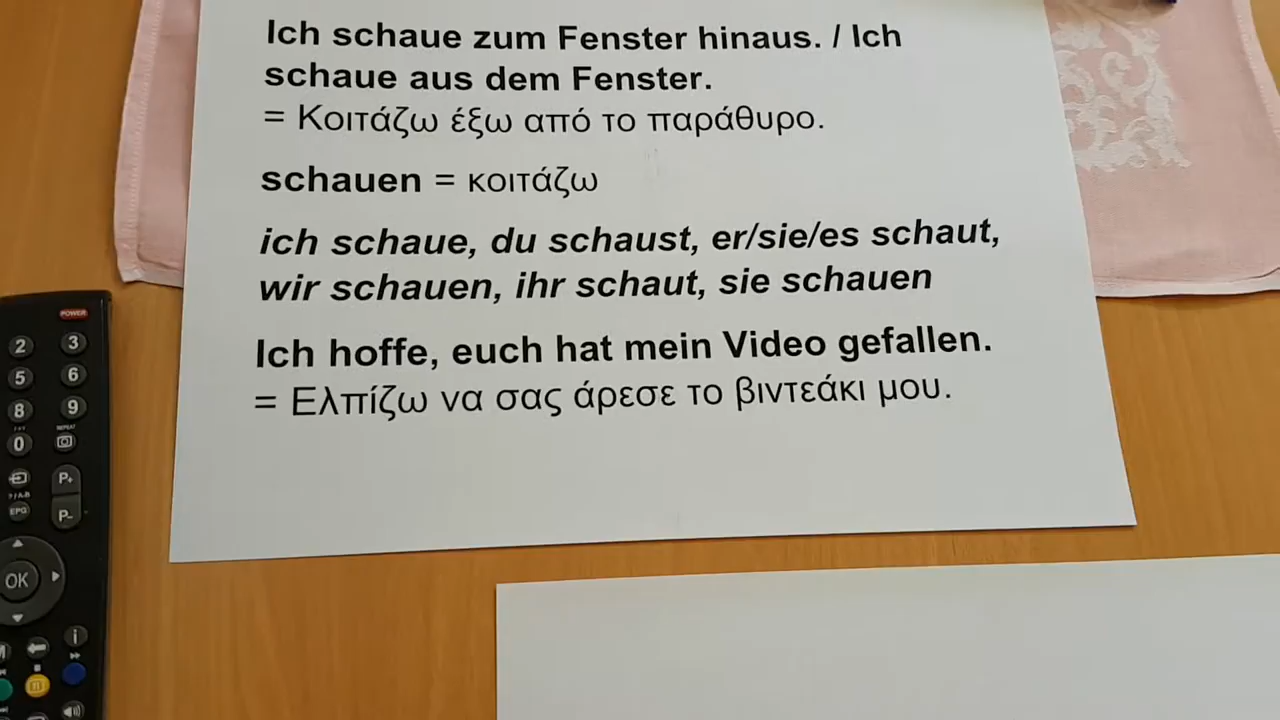 Ich schaue zum Fenster hinaus. / Ich
schaue aus dem Fenster.
= Κοιτάζω έξω από το παράθυρο.
schauen = κοιτάζω
ich schaue, du schaust, er/sie/es schaut,
wir schauen, ihr schaut, sie schauen
Ich hoffe, euch hat mein Video gefallen.
= Ελπίζω να σας άρεσε το βιντεάκι μου.
POWER
2 3
5 6
8 9
REPEAT
0
P+
EPG P-
OK
i